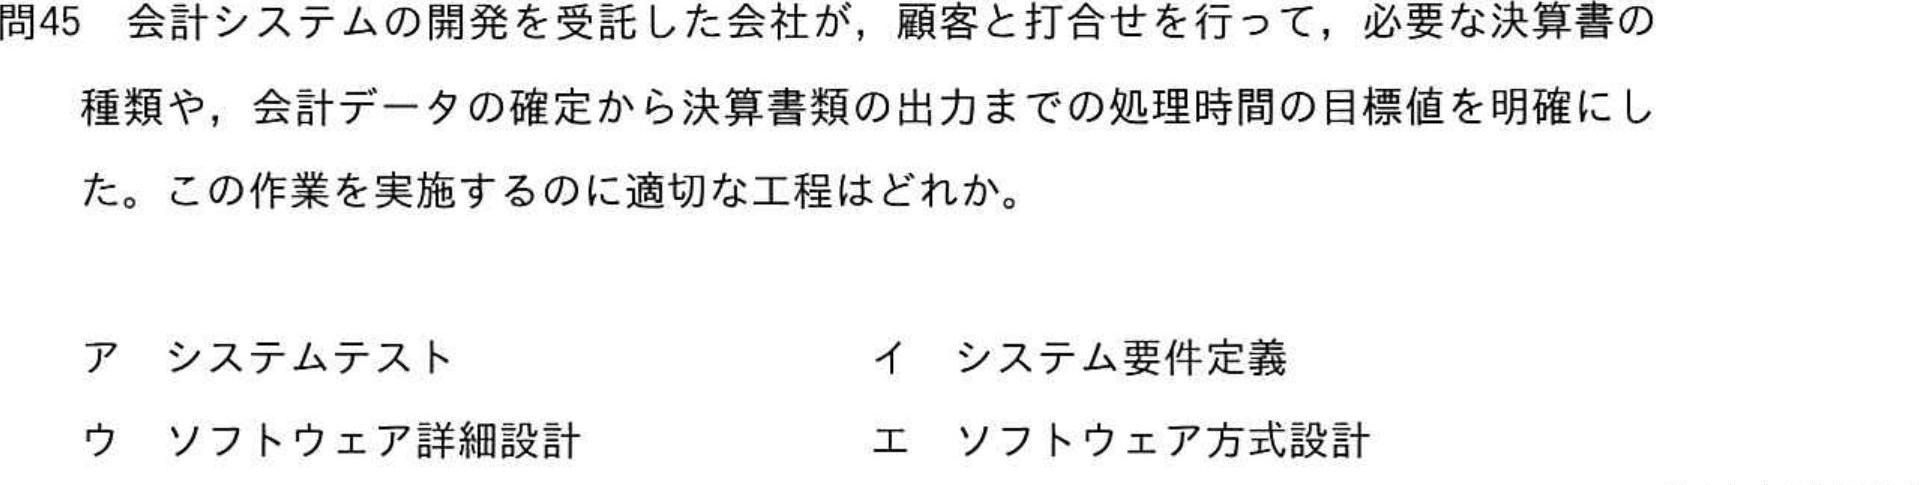 問45 会計システムの開発を受託した会社が，顧客と打合せを行って，必要な決算書の
種類や，会計データの確定から決算書類の出力までの処理時間の目標値を明確にし
た。この作業を実施するのに適切な工程はどれか。
ア システムテスト イ システム要件定義
ウ ソフトウェア詳細設計 エ ソフトウェア方式設計